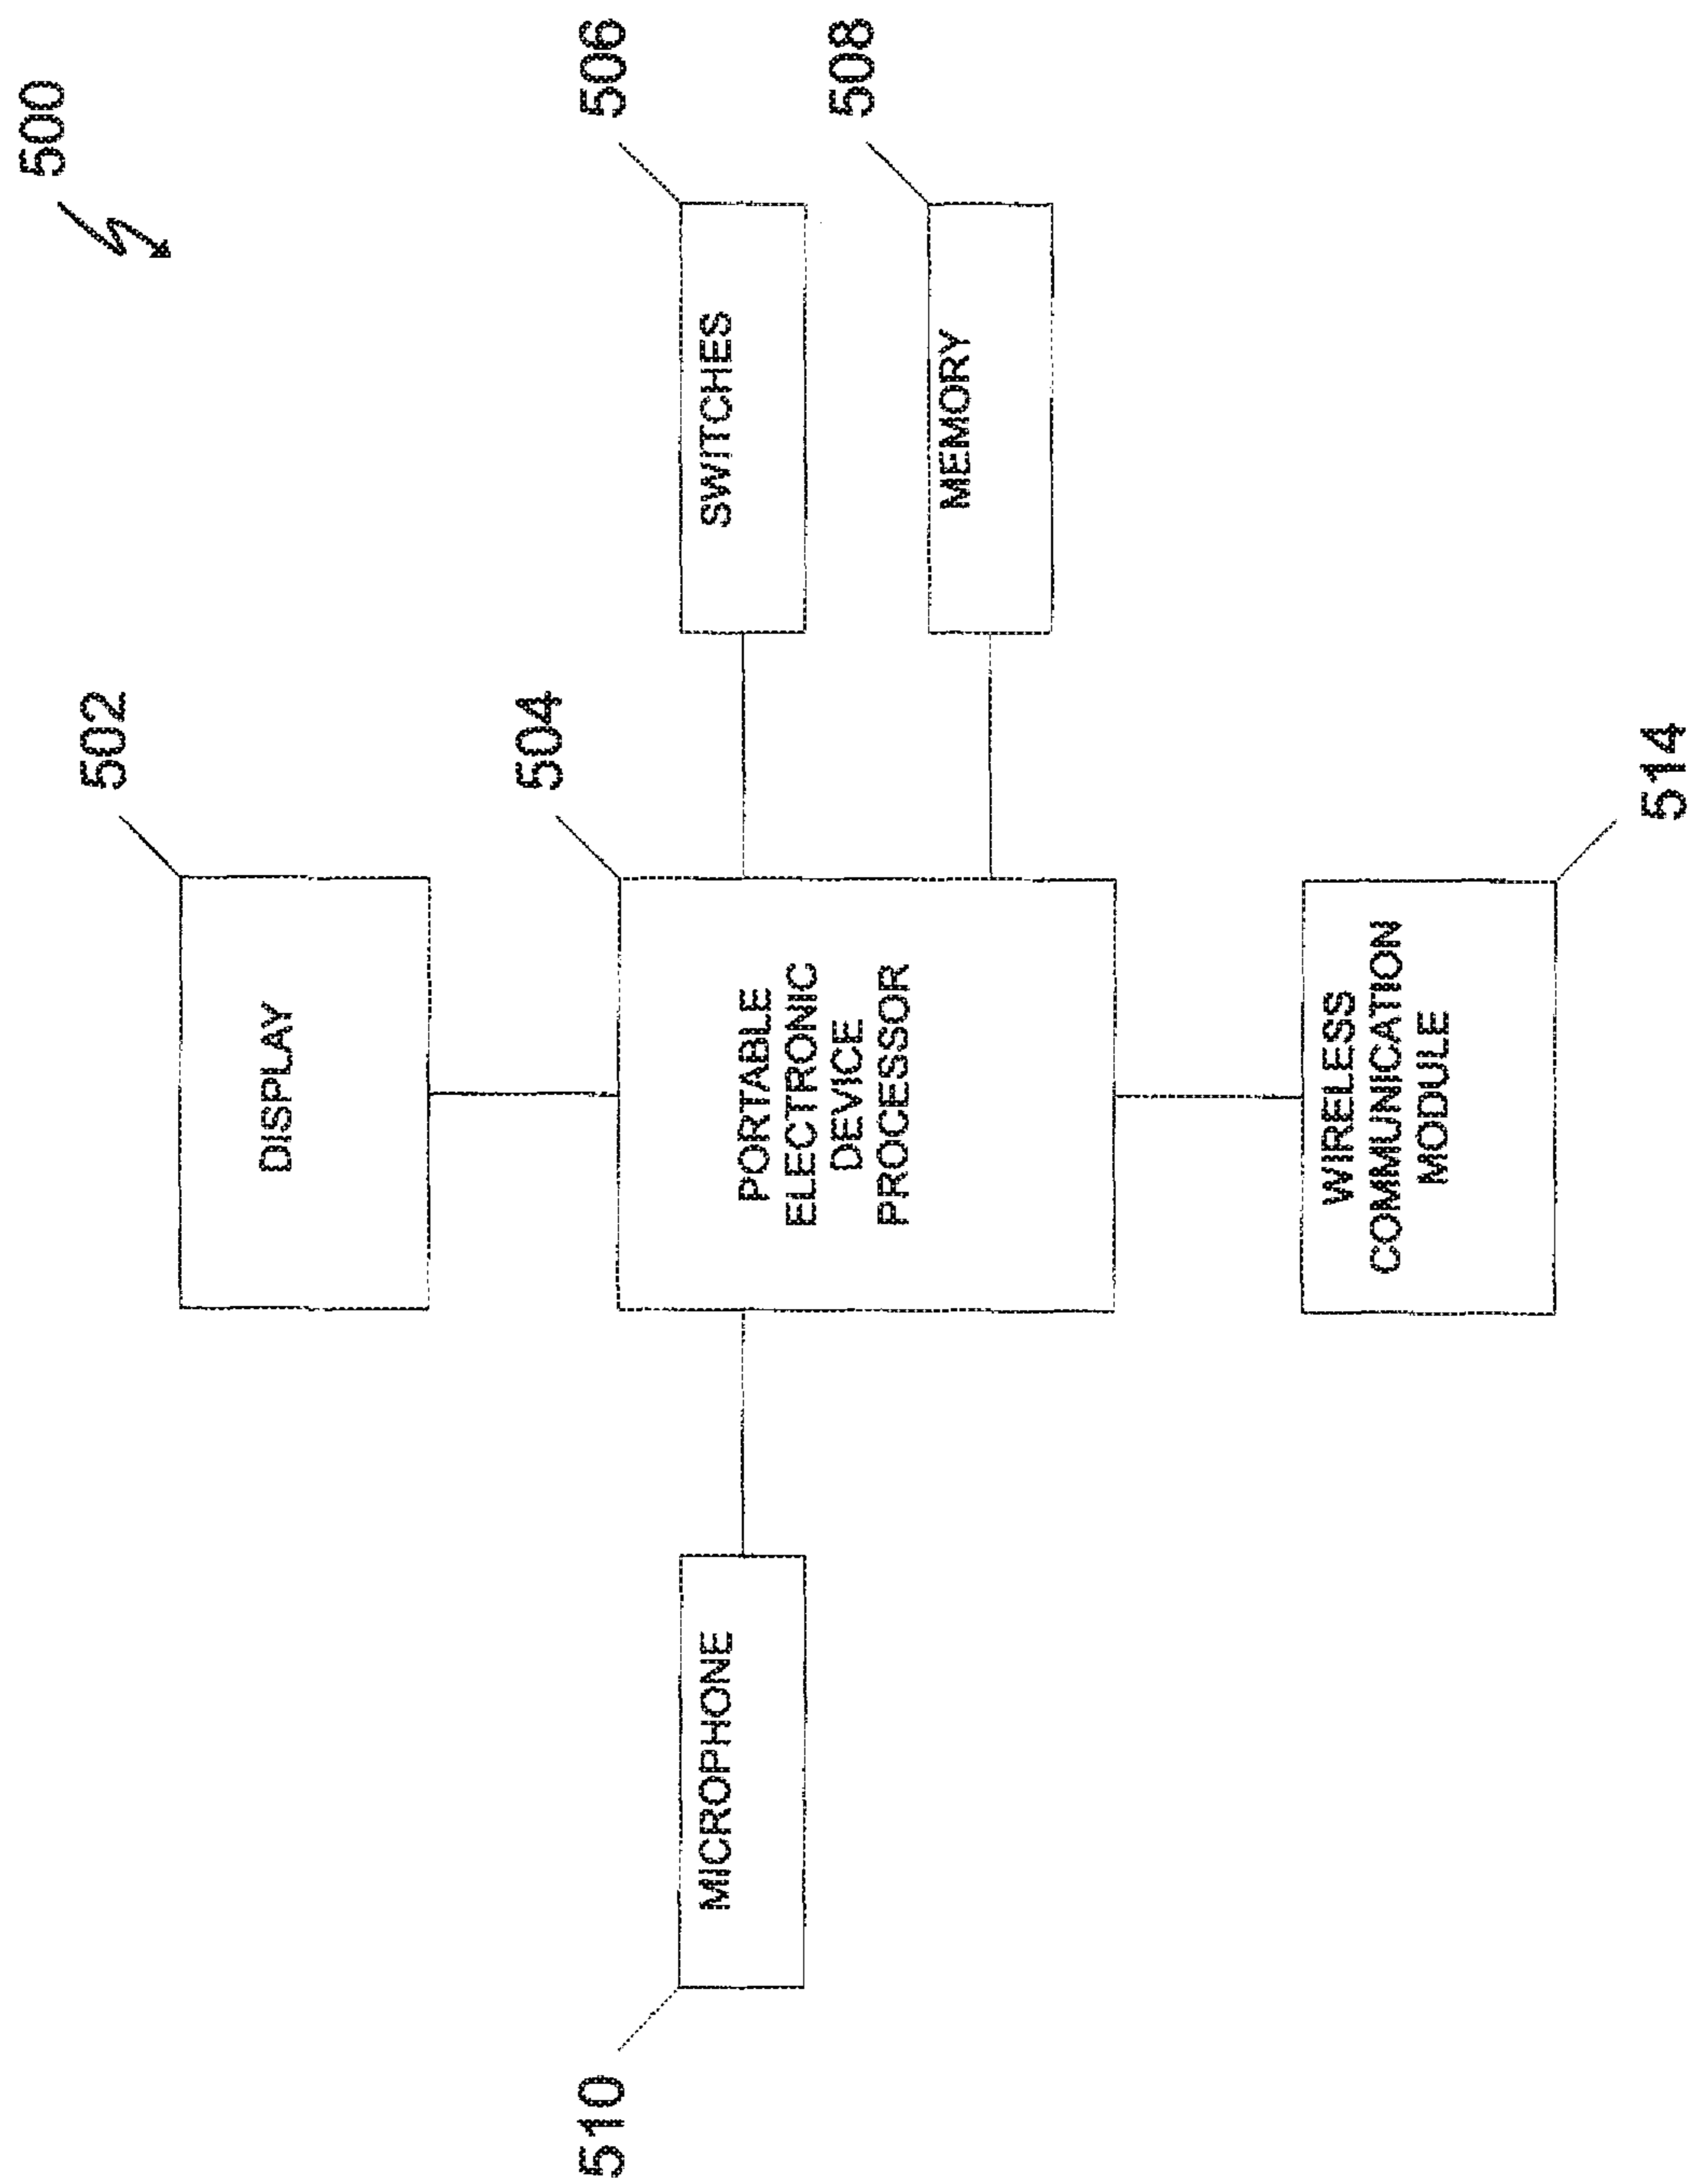 500
502
DISPLAY
504
PORTABLE
ELECTRONIC
DEVICE
PROCESSOR
506
SWITCHES
508
MEMORY
510
MICROPHONE
WIRELESS
COMMUNICATION
MODULE
514